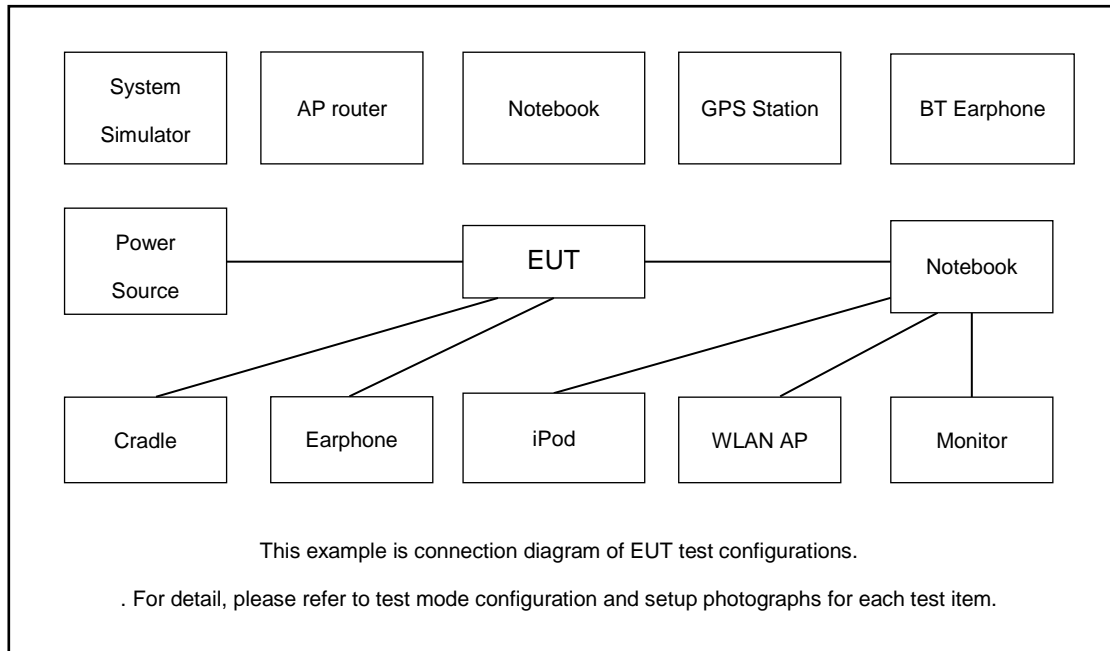 System
Simulator
AP router
Notebook
GPS Station
BT Earphone
Power
Source
EUT
Notebook
Cradle
Earphone
iPod
WLAN AP
Monitor
This example is connection diagram of EUT test configurations.
. For detail, please refer to test mode configuration and setup photographs for each test item.